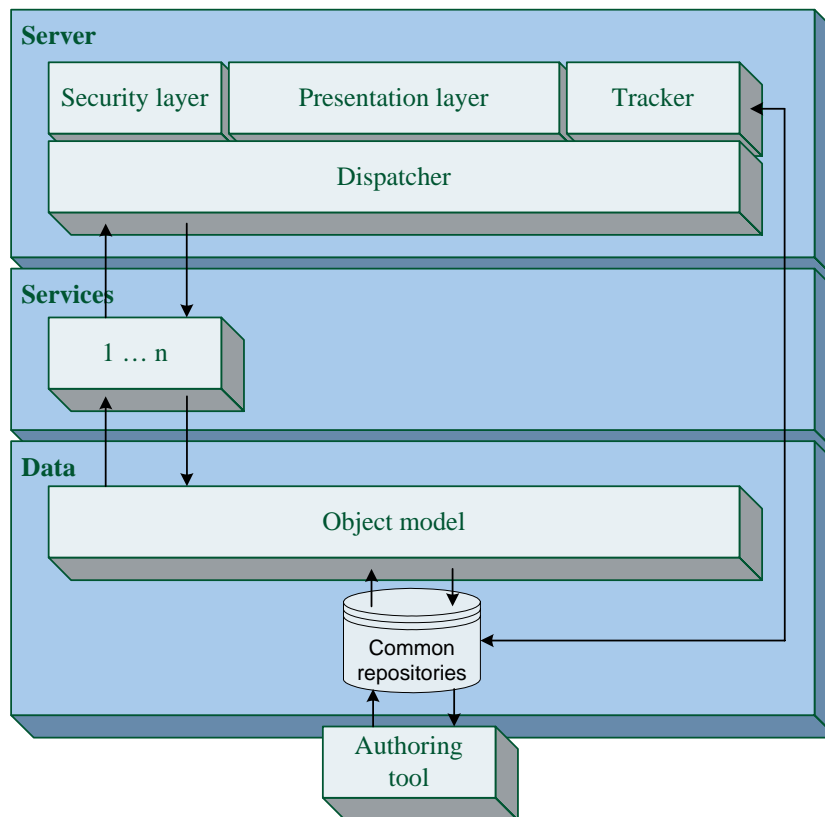 Server
Security layer
Presentation layer
Tracker
Dispatcher
Services
1 … n
Data
Object model
Common
repositories
Authoring
tool